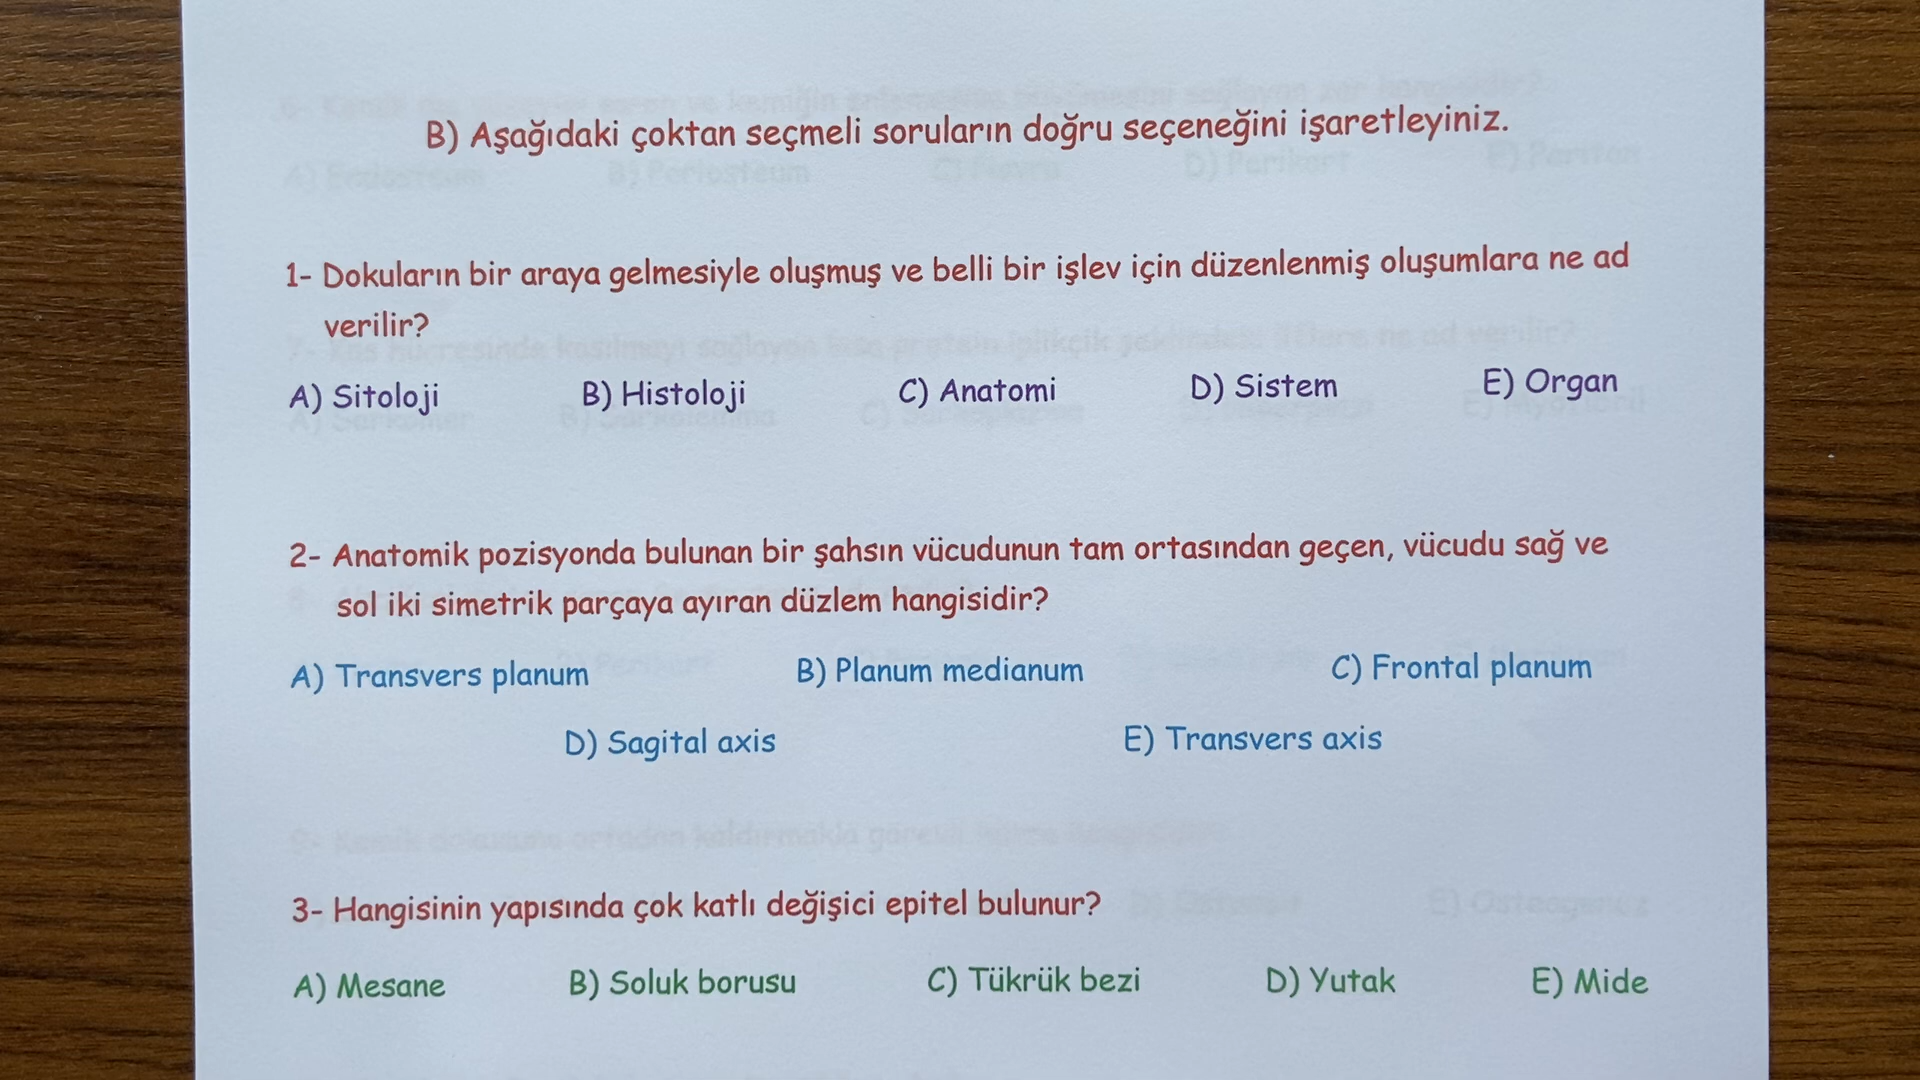 B) Aşağıdaki çoktan seçmeli soruların doğru seçeneğini işaretleyiniz.
1- Dokuların bir araya gelmesiyle oluşmuş ve belli bir işlev için düzenlenmiş oluşumlara ne ad
verilir?
A) Sitoloji B) Histoloji C) Anatomi D) Sistem E) Organ
2- Anatomik pozisyonda bulunan bir şahsın vücudunun tam ortasından geçen, vücudu sağ ve
sol iki simetrik parçaya ayıran düzlem hangisidir?
A) Transvers planum B) Planum medianum C) Frontal planum
D) Sagital axis E) Transvers axis
3- Hangisinin yapısında çok katlı değişici epitel bulunur?
A) Mesane B) Soluk borusu C) Tükrük bezi D) Yutak E) Mide